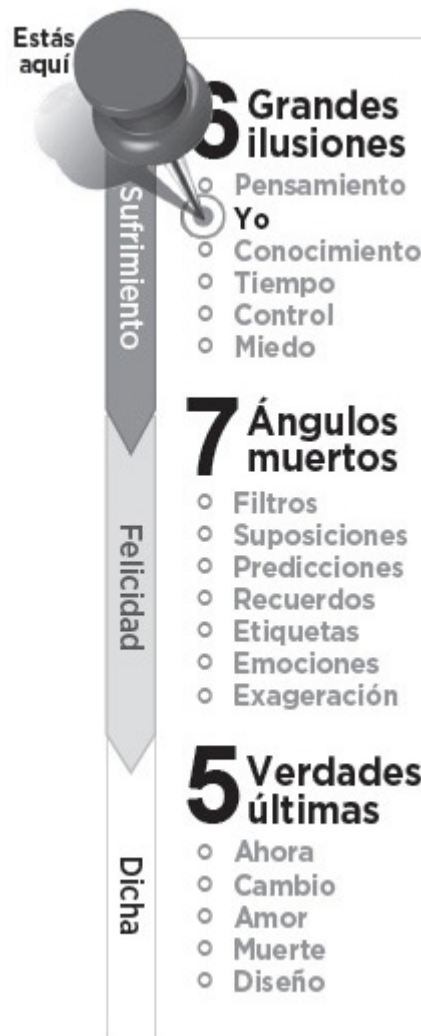 Estás
aquí
6 Grandes
ilusiones
Pensamiento
Yo
Conocimiento
Tiempo
Control
Miedo
Sufrimiento
7 Ángulos
muertos
Filtros
Suposiciones
Predicciones
Recuerdos
Etiquetas
Emociones
Exageración
Felicidad
5 Verdades
últimas
Ahora
Cambio
Amor
Muerte
Diseño
Dicha